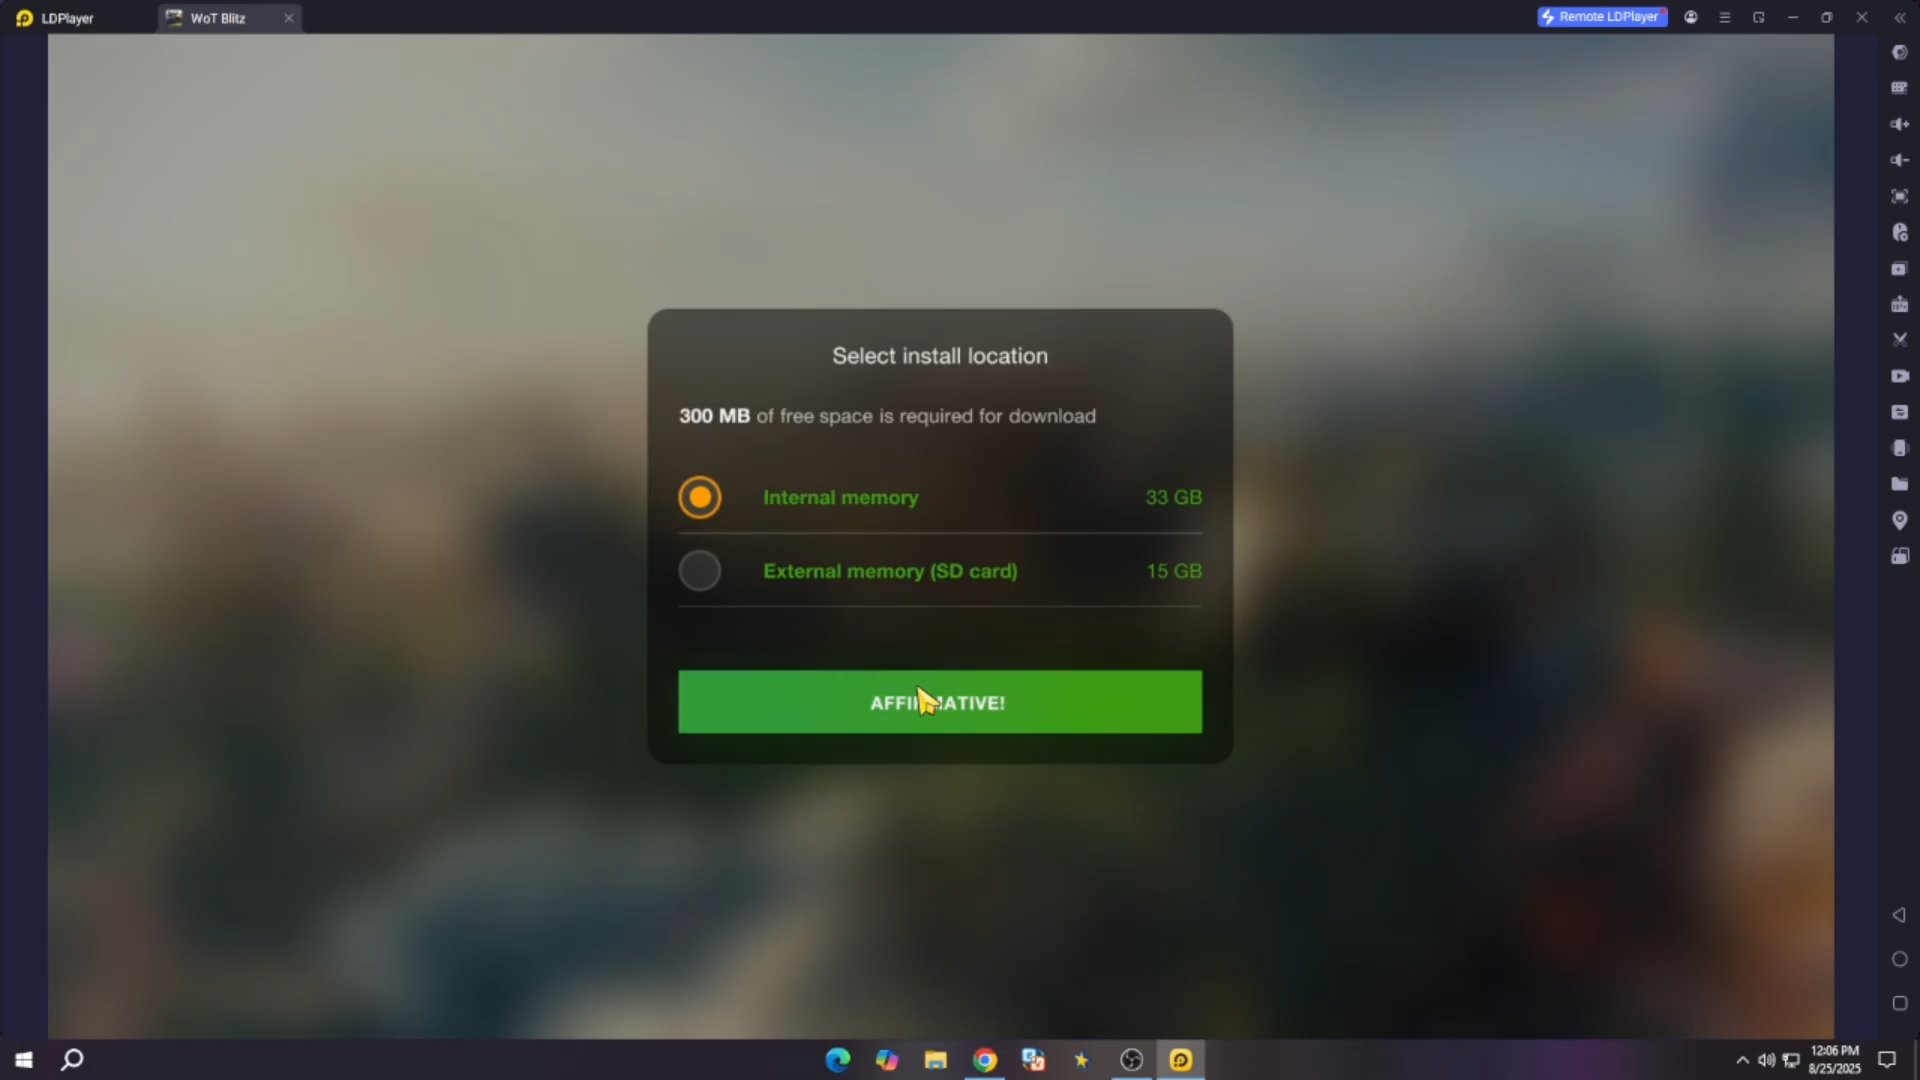 LDPlayer
WoT Blitz
Remote LDPlayer
Select install location
300 MB of free space is required for download
Internal memory 33 GB
External memory (SD card) 15 GB
12:06 PM
8/25/2025